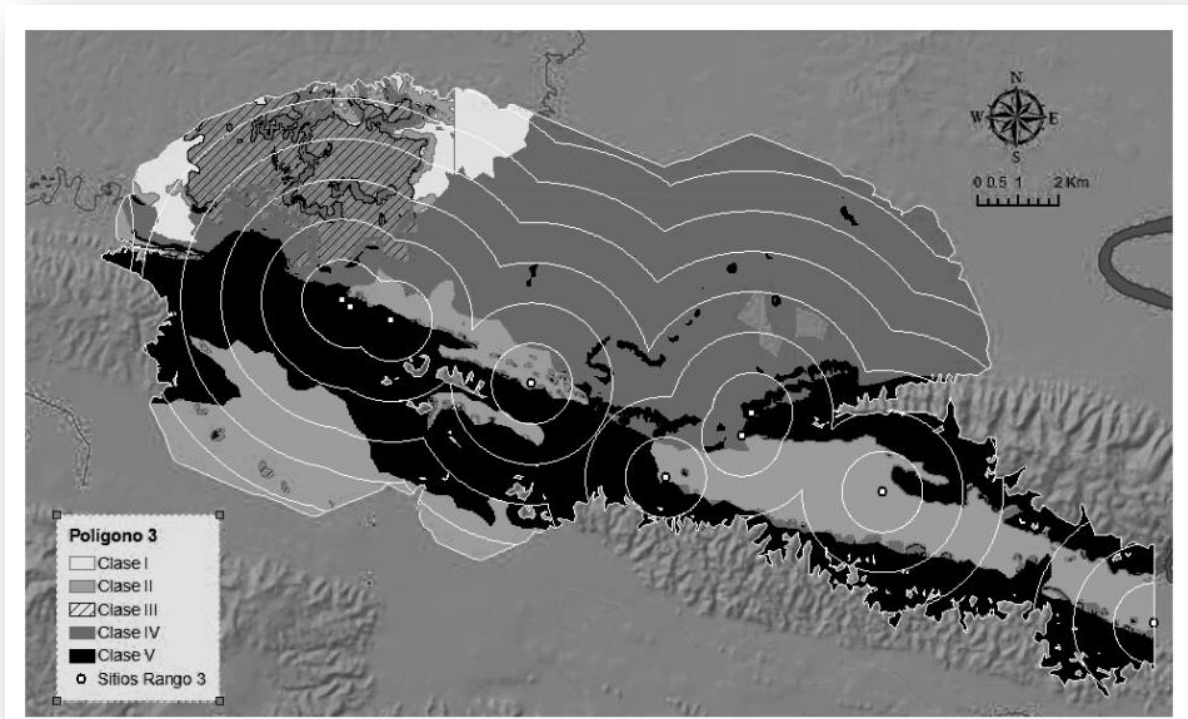 N
W E
S
0 0.5 1 2 Km
Polígono 3
Clase I
Clase II
Clase III
Clase IV
Clase V
Sitios Rango 3